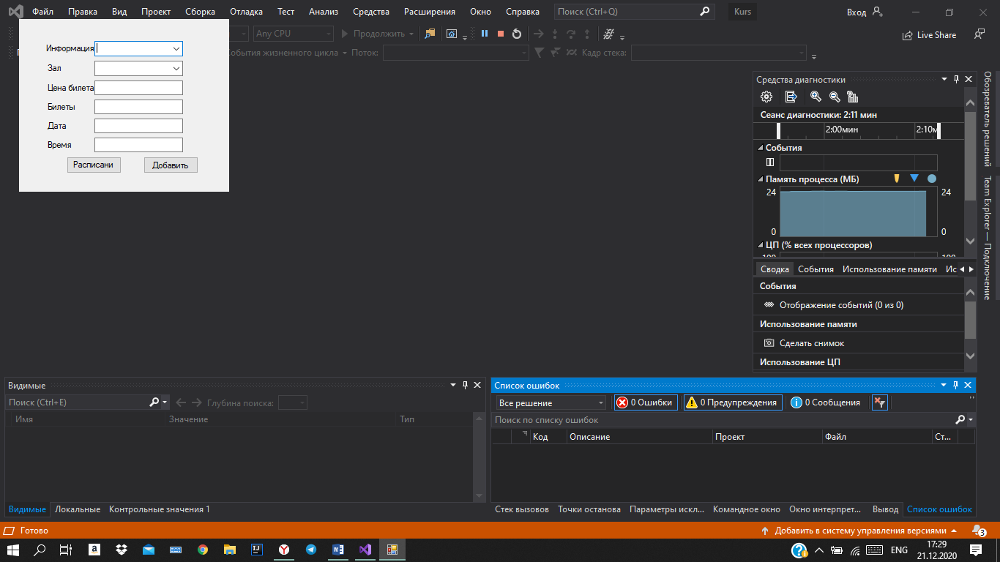 Файл Правка Вид Проект Сборка Отладка Тест Анализ Средства Расширения Окно Справка Поиск (Ctrl+Q) Kurs Вход
Any CPU Продолжить Live Share
События жизненного цикла Поток: Кадр стека:
Информация
Зал
Цена билета
Билеты
Дата
Время
Расписани Добавить
Средства диагностики
Сеанс диагностики: 2:11 мин
2:00мин 2:10м
События
Память процесса (МБ)
24 24
0 0
ЦП (% всех процессоров)
100 100
Сводка События Использование памяти Ис
События
Отображение событий (0 из 0)
Использование памяти
Сделать снимок
Использование ЦП
Обозреватель решений
Team Explorer — Подключение
Видимые
Поиск (Ctrl+E) Глубина поиска:
Имя Значение Тип
Видимые Локальные Контрольные значения 1
Список ошибок
Все решение 0 Ошибки 0 Предупреждения 0 Сообщения
Поиск по списку ошибок
Код Описание Проект Файл Ст...
Стек вызовов Точки останова Параметры искл... Командное окно Окно интерпрет... Вывод Список ошибок
Готово Добавить в систему управления версиями 3
ENG 17:29
21.12.2020